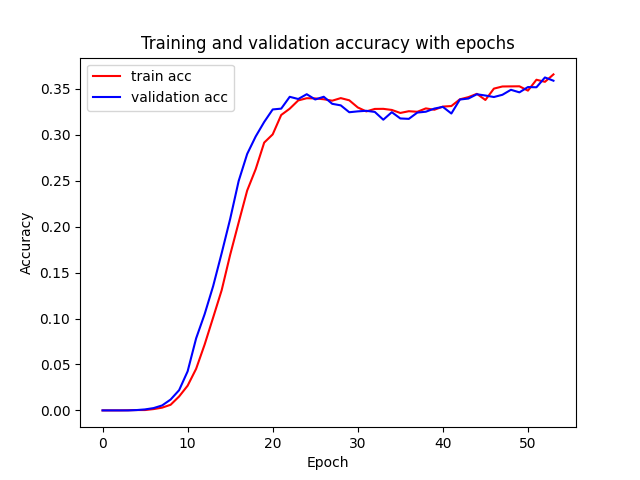 Training and validation accuracy with epochs
train acc
validation acc
0.35
0.30
0.25
0.20
0.15
0.10
0.05
0.00
Accuracy
0 10 20 30 40 50
Epoch